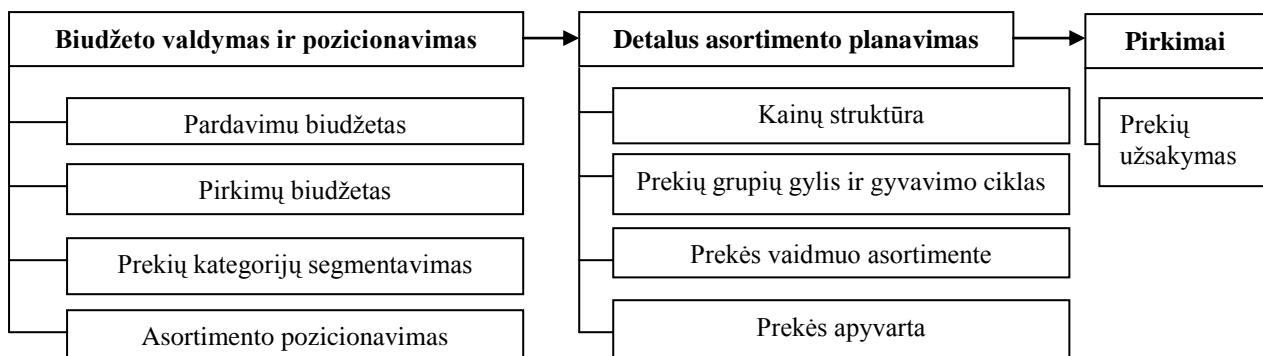 Biudžeto valdymas ir pozicionavimas
Pardavimu biudžetas
Pirkimų biudžetas
Prekių kategorijų segmentavimas
Asortimento pozicionavimas
Detalus asortimento planavimas
Kainų struktūra
Prekių grupių gylis ir gyvavimo ciklas
Prekės vaidmuo asortimente
Prekės apyvarta
Pirkimai
Prekių
užsakymas